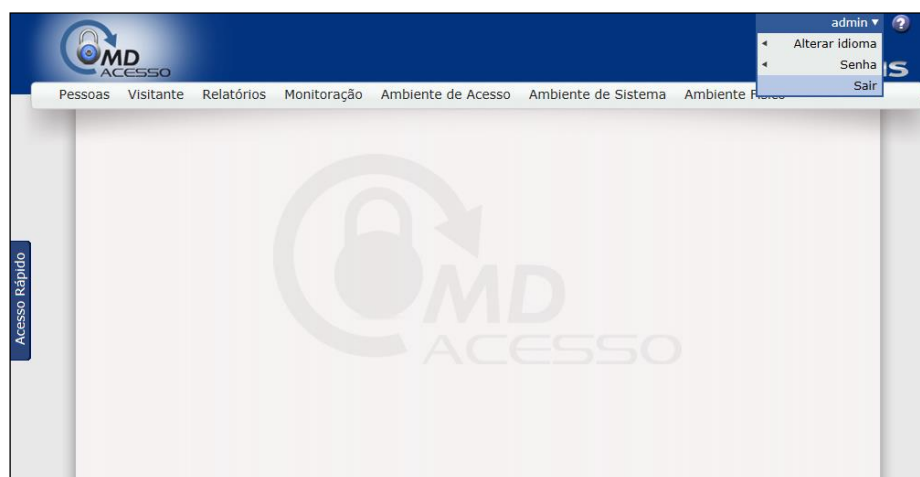 admin
Alterar idioma
Senha
Sair
MD
ACESSO
Pessoas Visitante Relatórios Monitoração Ambiente de Acesso Ambiente de Sistema Ambiente
Acesso Rápido
MD
ACESSO